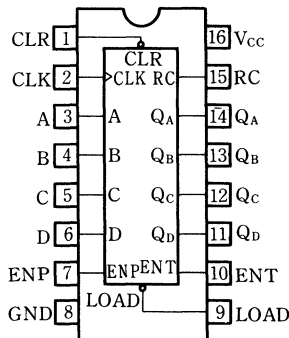 CLR 1 16 VCC
CLR
CLK 2 CLK RC 15 RC
A 3 A QA 14 QA
B 4 B QB 13 QB
C 5 C QC 12 QC
D 6 D QD 11 QD
ENP 7 ENP ENT 10 ENT
LOAD
GND 8 9 LOAD